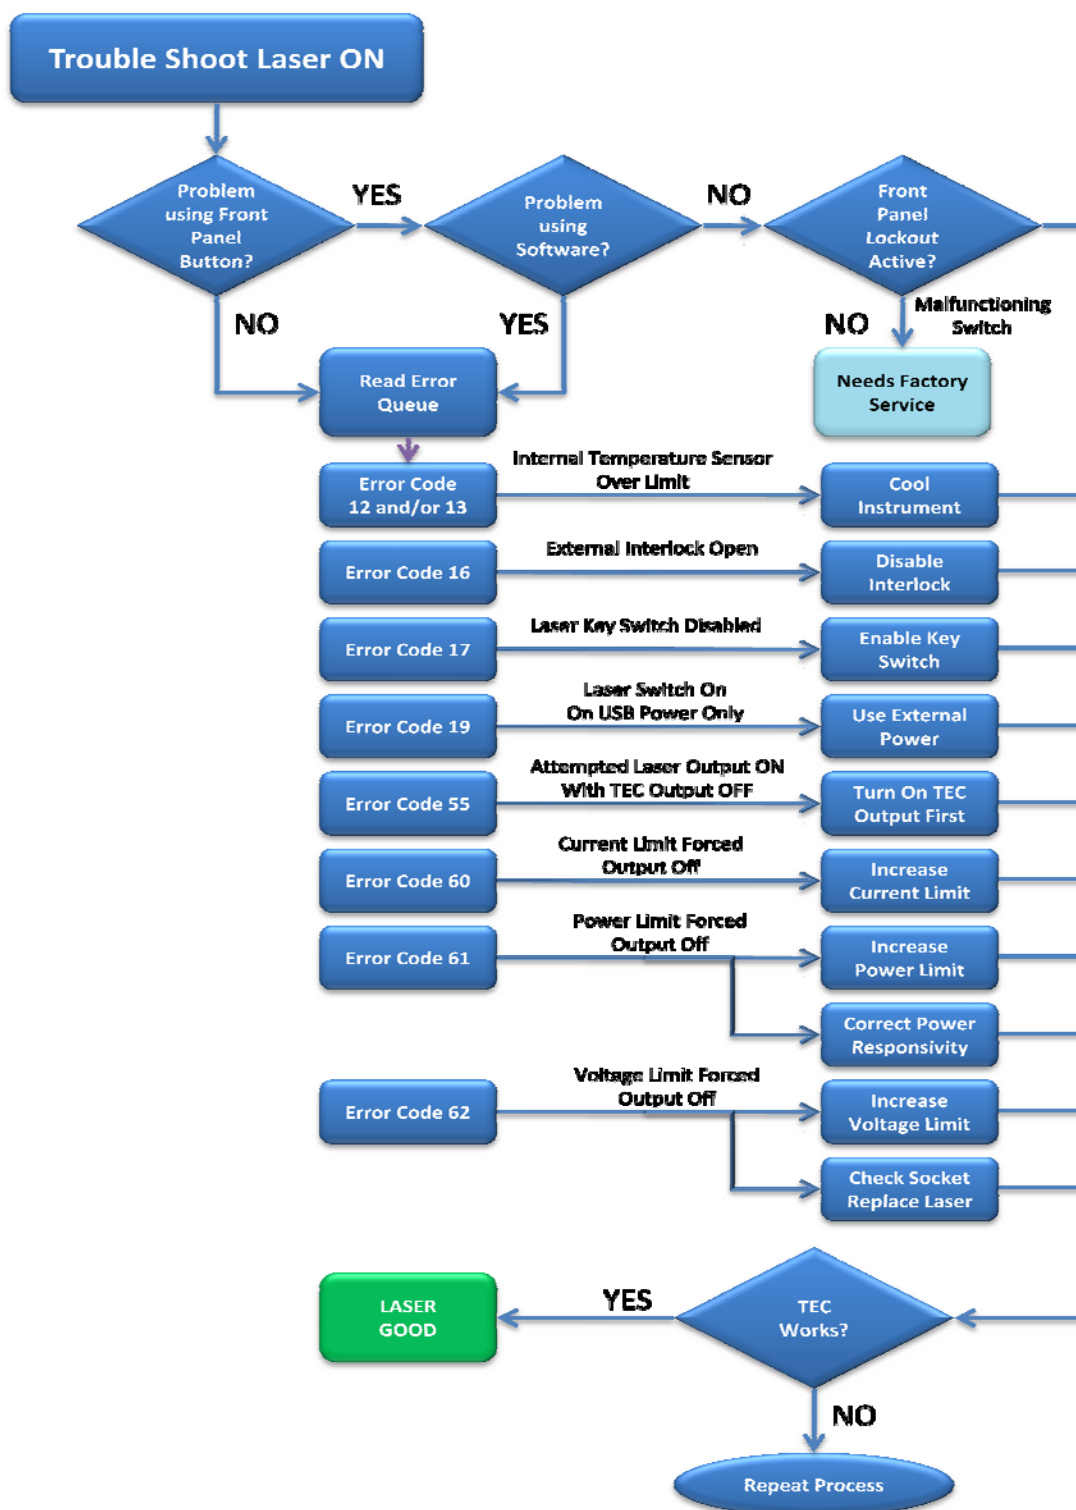 Trouble Shoot Laser ON
Problem
using Front
Panel
Button?
YES
Problem
using
Software?
NO
Front
Panel
Lockout
Active?
NO
YES
NO
Malfunctioning
Switch
Read Error
Queue
Needs Factory
Service
Error Code
12 and/or 13
Internal Temperature Sensor
Over Limit
Cool
Instrument
Error Code 16
External Interlock Open
Disable
Interlock
Error Code 17
Laser Key Switch Disabled
Enable Key
Switch
Error Code 19
Laser Switch On
On USB Power Only
Use External
Power
Error Code 55
Attempted Laser Output ON
With TEC Output OFF
Turn On TEC
Output First
Error Code 60
Current Limit Forced
Output Off
Increase
Current Limit
Error Code 61
Power Limit Forced
Output Off
Increase
Power Limit
Correct Power
Responsivity
Error Code 62
Voltage Limit Forced
Output Off
Increase
Voltage Limit
Check Socket
Replace Laser
LASER
GOOD
YES
TEC
Works?
NO
Repeat Process